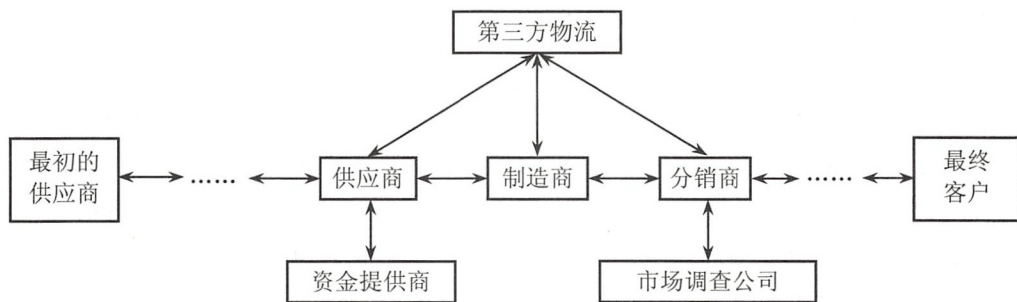 第三方物流
最初的
供应商
……
供应商
制造商
分销商
……
最终
客户
资金提供商
市场调查公司